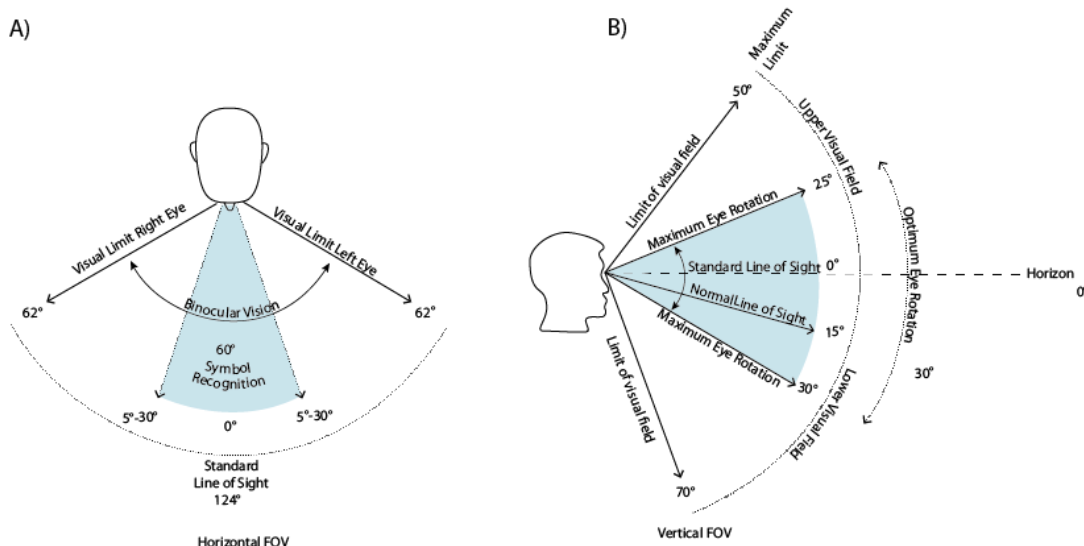 A)
Visual Limit Right Eye
Visual Limit Left Eye
Binocular Vision
62°
62°
60°
Symbol
Recognition
5°-30°
0°
5°-30°
Standard
Line of Sight
124°
Horizontal FOV
B)
Maximum
Limit
50°
Limit of visual field
Upper Visual Field
25°
Maximum Eye Rotation
Standard Line of Sight
0°
Optimum Eye Rotation
Horizon
0°
Normal Line of Sight
15°
Maximum Eye Rotation
30°
30°
Limit of visual field
Lower Visual Field
70°
Vertical FOV